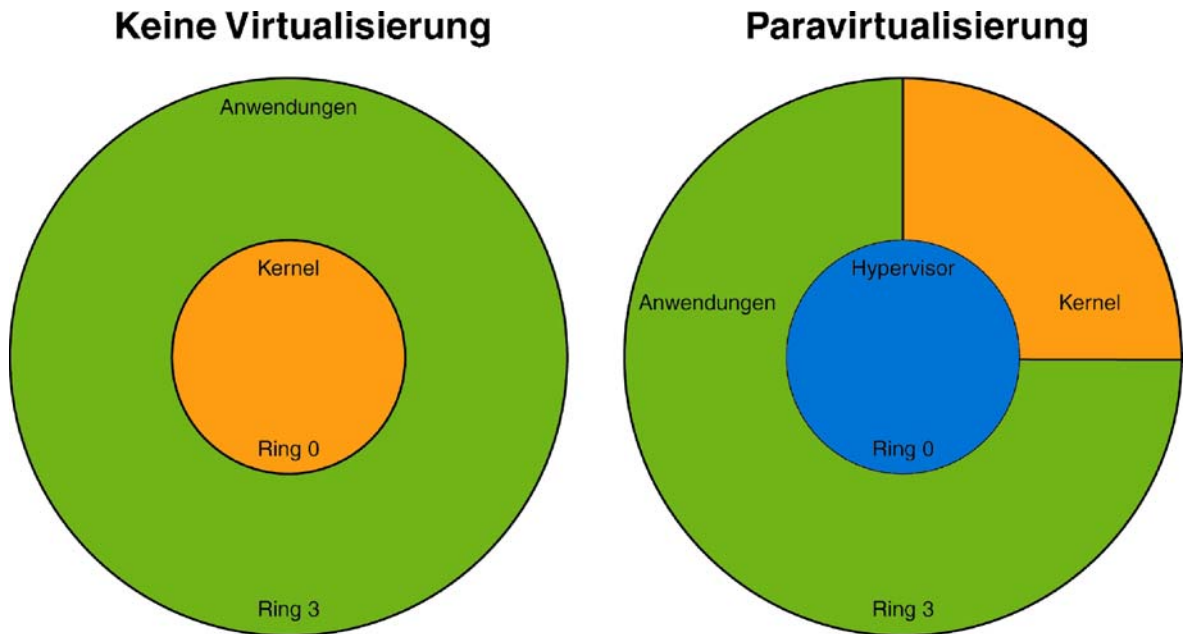 Keine Virtualisierung
Anwendungen
Kernel
Ring 0
Ring 3
Paravirtualisierung
Hypervisor
Anwendungen
Kernel
Ring 0
Ring 3